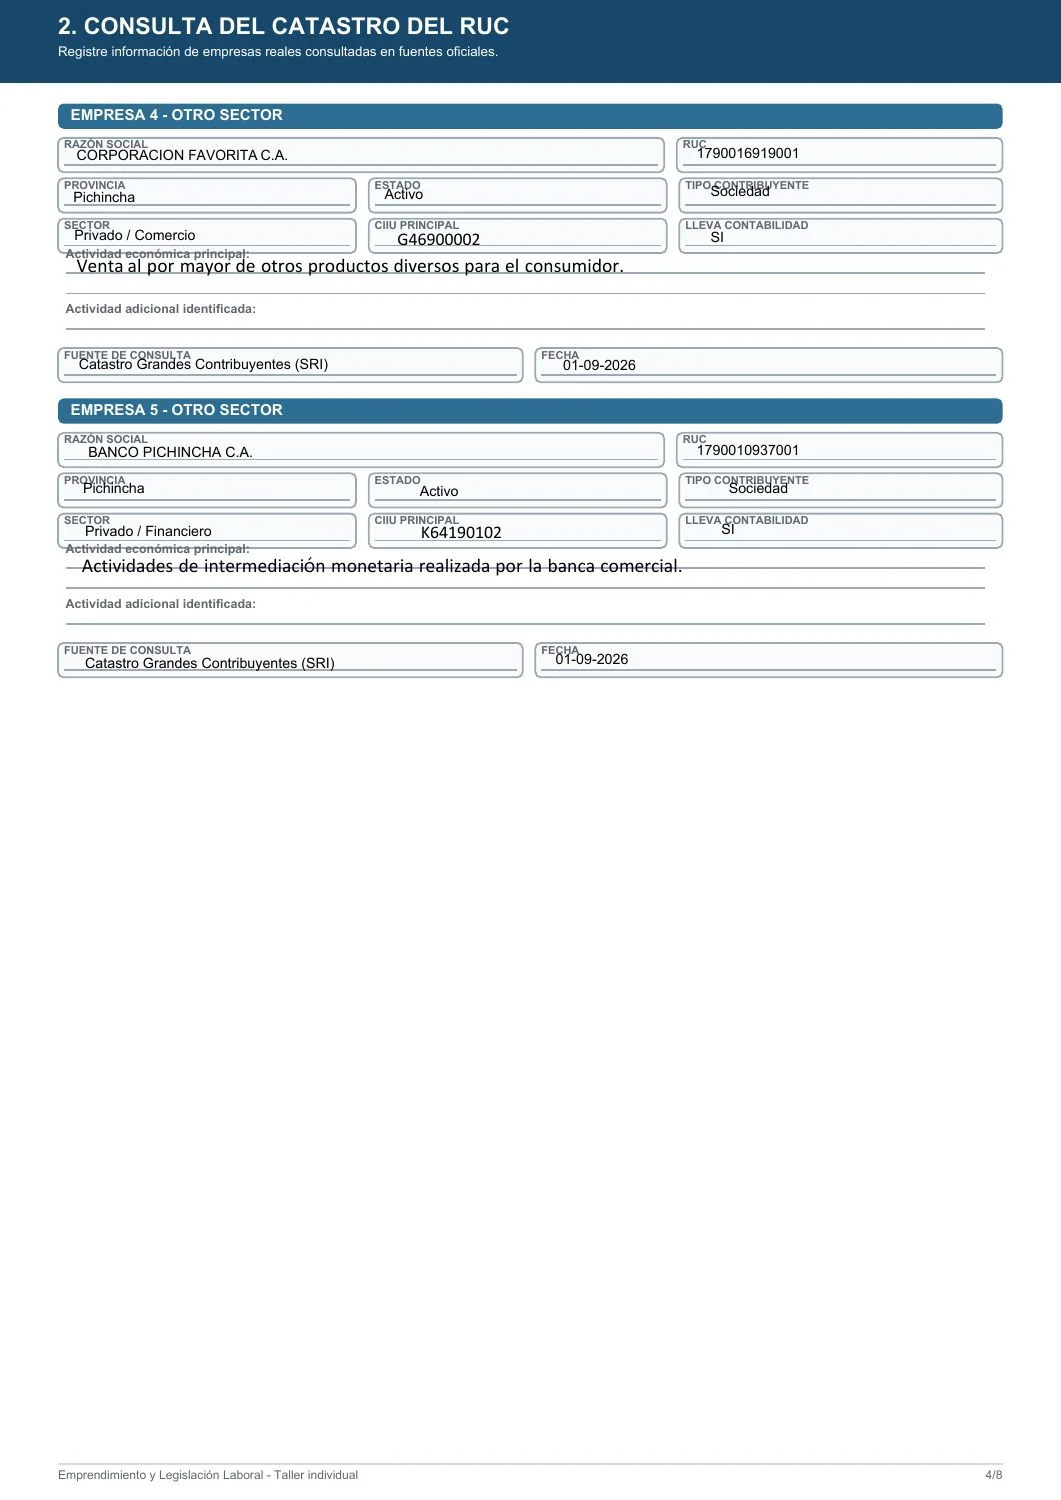 2. CONSULTA DEL CATASTRO DEL RUC
Registre información de empresas reales consultadas en fuentes oficiales.
EMPRESA 4 - OTRO SECTOR
RAZÓN SOCIAL RUC
CORPORACION FAVORITA C.A. 1790016919001
PROVINCIA ESTADO TIPO CONTRIBUYENTE
Pichincha Activo Sociedad
SECTOR CIIU PRINCIPAL LLEVA CONTABILIDAD
Privado / Comercio G46900002 SI
Actividad económica principal:
Venta al por mayor de otros productos diversos para el consumidor.
Actividad adicional identificada:
FUENTE DE CONSULTA FECHA
Catastro Grandes Contribuyentes (SRI) 01-09-2026
EMPRESA 5 - OTRO SECTOR
RAZÓN SOCIAL RUC
BANCO PICHINCHA C.A. 1790010937001
PROVINCIA ESTADO TIPO CONTRIBUYENTE
Pichincha Activo Sociedad
SECTOR CIIU PRINCIPAL LLEVA CONTABILIDAD
Privado / Financiero K64190102 SI
Actividad económica principal:
Actividades de intermediación monetaria realizada por la banca comercial.
Actividad adicional identificada:
FUENTE DE CONSULTA FECHA
Catastro Grandes Contribuyentes (SRI) 01-09-2026
Emprendimiento y Legislación Laboral - Taller individual 4/8